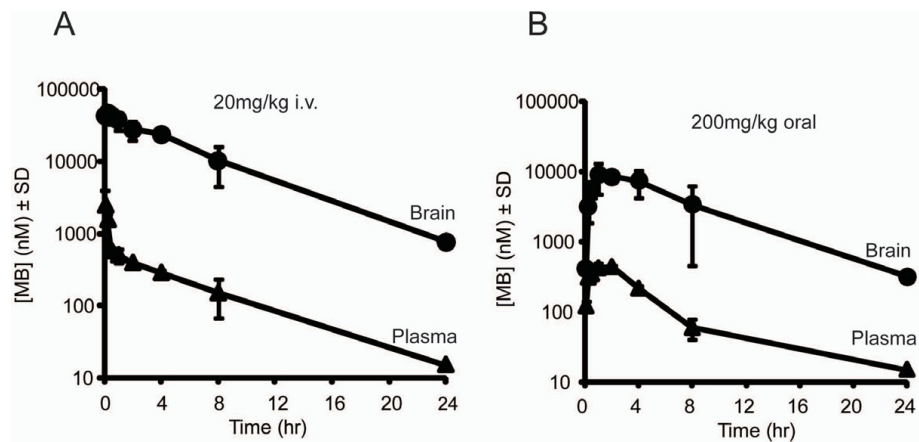 A
20mg/kg i.v.
[MB] (nM) ± SD
100000
10000
1000
100
10
Brain
Plasma
0 4 8 12 16 20 24
Time (hr)
B
200mg/kg oral
[MB] (nM) ± SD
100000
10000
1000
100
10
Brain
Plasma
0 4 8 12 16 20 24
Time (hr)